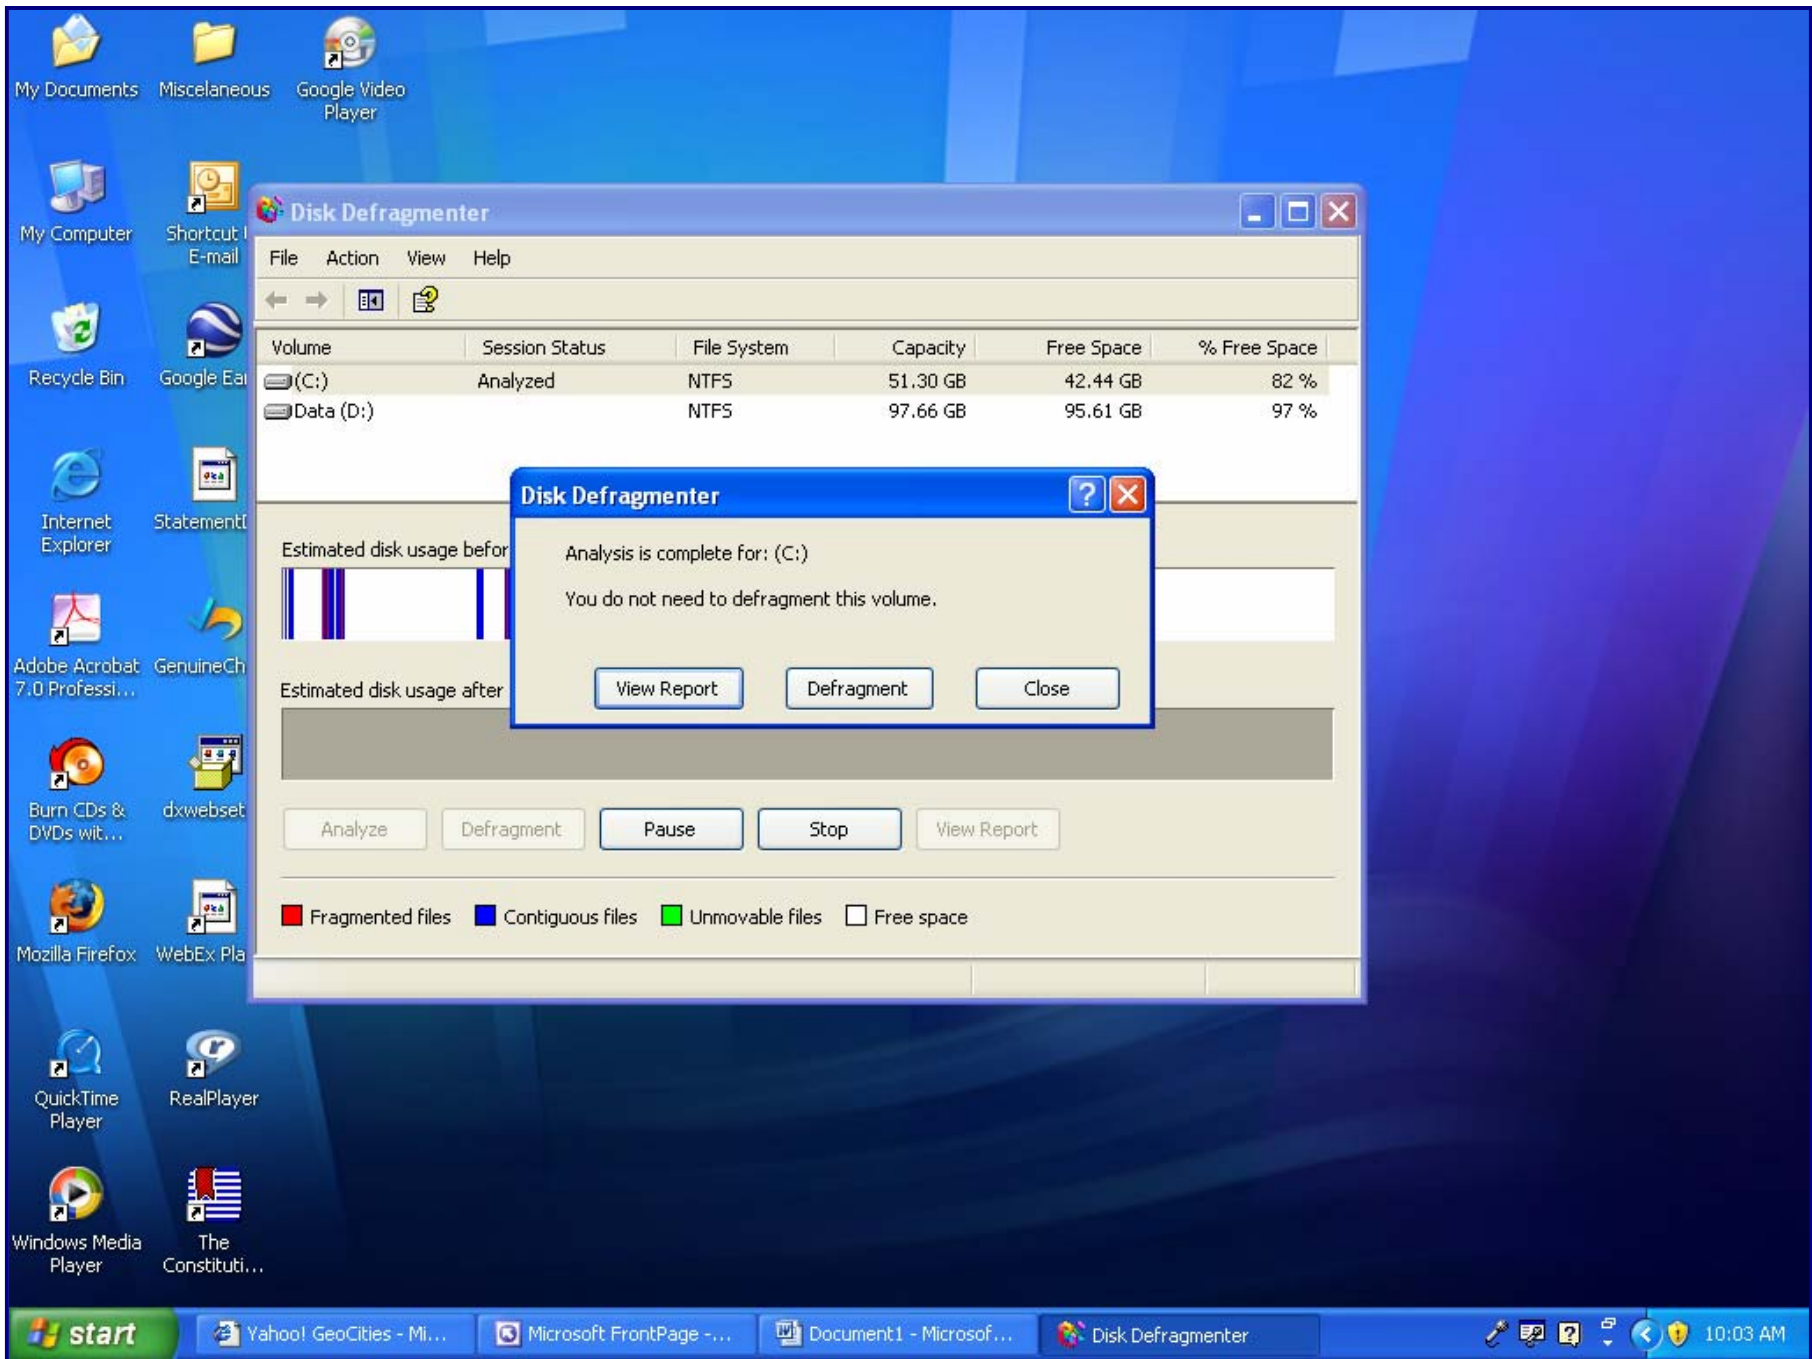 My Documents
Miscelaneous
Google Video
Player
My Computer
Shortcut
E-mail
Recycle Bin
Google Ear
Internet
Explorer
Statement
Adobe Acrobat
7.0 Professi...
GenuineCh
Burn CDs &
DVDs wit...
dxwebset
Mozilla Firefox
WebEx Pla
QuickTime
Player
RealPlayer
Windows Media
Player
The
Constituti...
Disk Defragmenter
File Action View Help
Volume Session Status File System Capacity Free Space % Free Space
(C:) Analyzed NTFS 51.30 GB 42.44 GB 82 %
Data (D:) NTFS 97.66 GB 95.61 GB 97 %
Estimated disk usage befor
Estimated disk usage after
Disk Defragmenter
Analysis is complete for: (C:)
You do not need to defragment this volume.
View Report Defragment Close
Analyze Defragment Pause Stop View Report
Fragmented files Contiguous files Unmovable files Free space
start Yahoo! GeoCities - Mi... Microsoft FrontPage -... Document1 - Microsof... Disk Defragmenter 10:03 AM